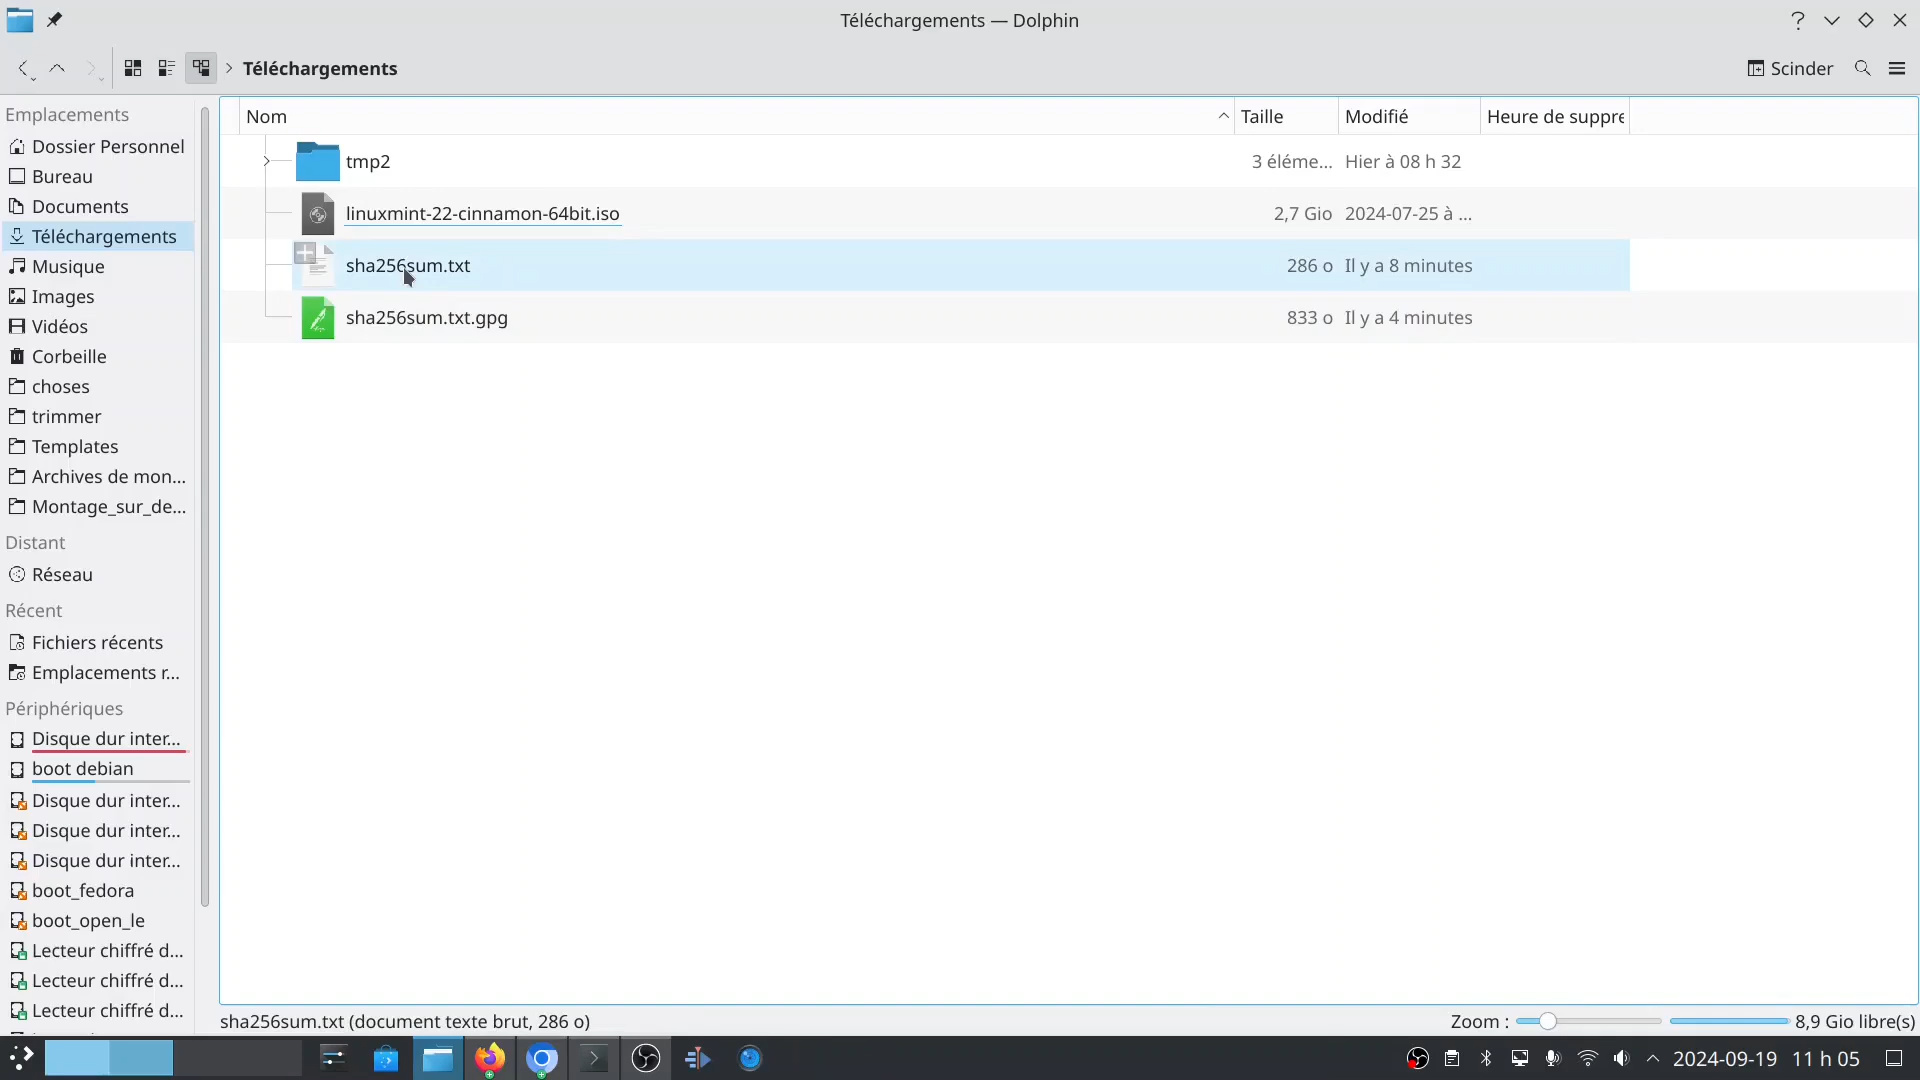 Téléchargements — Dolphin
Téléchargements
Scinder
Emplacements
Dossier Personnel
Bureau
Documents
Téléchargements
Musique
Images
Vidéos
Corbeille
choses
trimmer
Templates
Archives de mon...
Montage_sur_de...
Distant
Réseau
Récent
Fichiers récents
Emplacements r...
Périphériques
Disque dur inter...
boot debian
Disque dur inter...
Disque dur inter...
Disque dur inter...
boot_fedora
boot_open_le
Lecteur chiffré d...
Lecteur chiffré d...
Lecteur chiffré d...
Nom Taille Modifié Heure de suppre
tmp2 3 éléme... Hier à 08 h 32
linuxmint-22-cinnamon-64bit.iso 2,7 Gio 2024-07-25 à ...
sha256sum.txt 286 o Il y a 8 minutes
sha256sum.txt.gpg 833 o Il y a 4 minutes
sha256sum.txt (document texte brut, 286 o) Zoom : 8,9 Gio libre(s)
2024-09-19 11 h 05